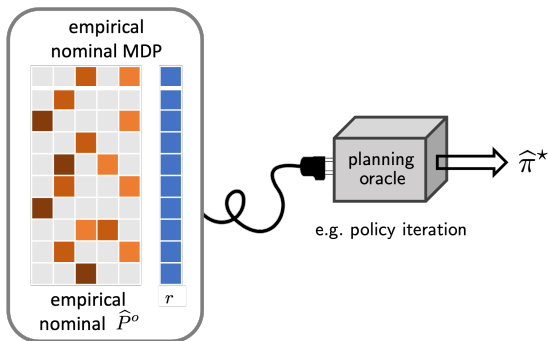 empirical
nominal MDP
planning
oracle
π̂⋆
e.g. policy iteration
empirical
nominal P̂ᵒ
r